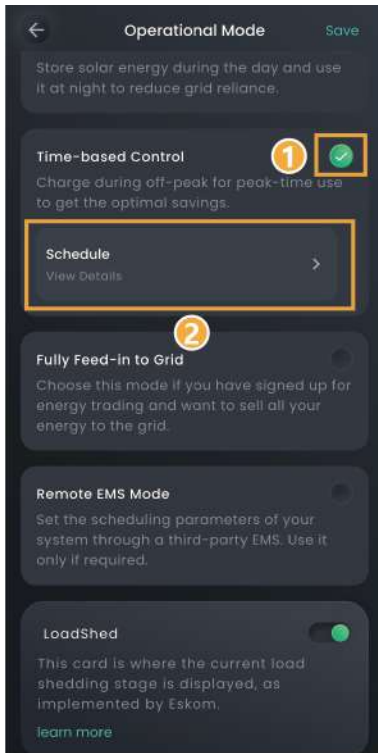 Operational Mode
Save
Store solar energy during the day and use
it at night to reduce grid reliance.
Time-based Control
1
Charge during off-peak for peak-time use
to get the optimal savings.
Schedule
View Details
2
Fully Feed-in to Grid
Choose this mode if you have signed up for
energy trading and want to sell all your
energy to the grid.
Remote EMS Mode
Set the scheduling parameters of your
system through a third-party EMS. Use it
only if required.
LoadShed
This card is where the current load
shedding stage is displayed, as
implemented by Eskom.
learn more